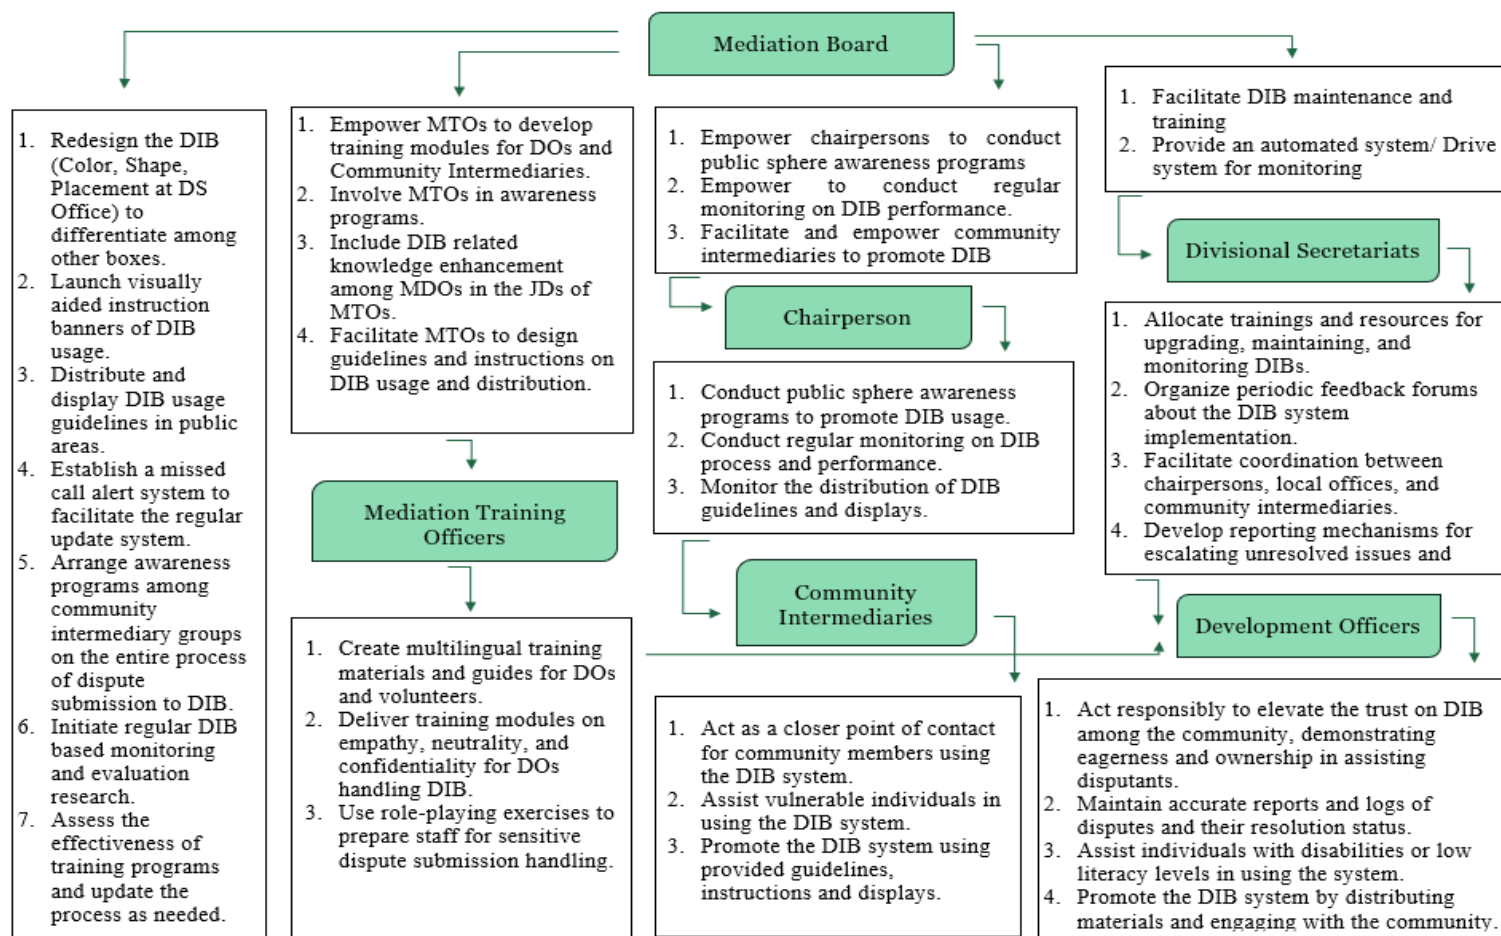 Mediation Board
1. Redesign the DIB
(Color, Shape,
Placement at DS
Office) to
differentiate among
other boxes.
2. Launch visually
aided instruction
banners of DIB
usage.
3. Distribute and
display DIB usage
guidelines in public
areas.
4. Establish a missed
call alert system to
facilitate the regular
update system.
5. Arrange awareness
programs among
community
intermediary groups
on the entire process
of dispute
submission to DIB.
6. Initiate regular DIB
based monitoring
and evaluation
research.
7. Assess the
effectiveness of
training programs
and update the
process as needed.
1. Empower MTOs to develop
training modules for DOs and
Community Intermediaries.
2. Involve MTOs in awareness
programs.
3. Include DIB related
knowledge enhancement
among MDOs in the JDs of
MTOs.
4. Facilitate MTOs to design
guidelines and instructions on
DIB usage and distribution.
Mediation Training
Officers
1. Create multilingual training
materials and guides for DOs
and volunteers.
2. Deliver training modules on
empathy, neutrality, and
confidentiality for DOs
handling DIB.
3. Use role-playing exercises to
prepare staff for sensitive
dispute submission handling.
1. Empower chairpersons to conduct
public sphere awareness programs
2. Empower to conduct regular
monitoring on DIB performance.
3. Facilitate and empower community
intermediaries to promote DIB
Chairperson
1. Conduct public sphere awareness
programs to promote DIB usage.
2. Conduct regular monitoring on DIB
process and performance.
3. Monitor the distribution of DIB
guidelines and displays.
Community
Intermediaries
1. Act as a closer point of contact
for community members using
the DIB system.
2. Assist vulnerable individuals in
using the DIB system.
3. Promote the DIB system using
provided guidelines,
instructions and displays.
1. Facilitate DIB maintenance and
training
2. Provide an automated system/ Drive
system for monitoring
Divisional Secretariats
1. Allocate trainings and resources for
upgrading, maintaining, and
monitoring DIBs.
2. Organize periodic feedback forums
about the DIB system
implementation.
3. Facilitate coordination between
chairpersons, local offices, and
community intermediaries.
4. Develop reporting mechanisms for
escalating unresolved issues and
Development Officers
1. Act responsibly to elevate the trust on DIB
among the community, demonstrating
eagerness and ownership in assisting
disputants.
2. Maintain accurate reports and logs of
disputes and their resolution status.
3. Assist individuals with disabilities or low
literacy levels in using the system.
4. Promote the DIB system by distributing
materials and engaging with the community.